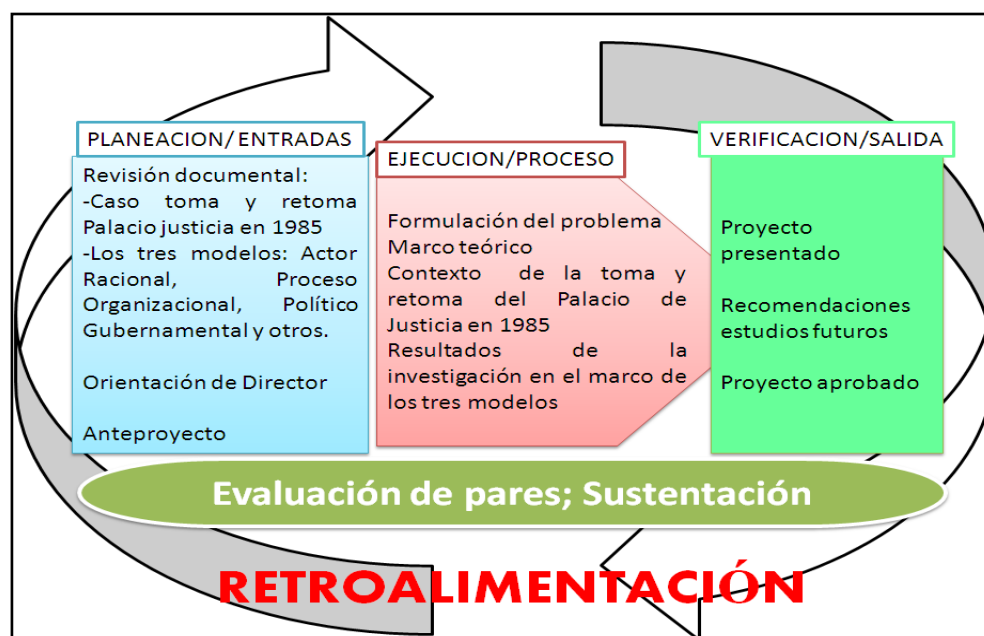 PLANEACION/ENTRADAS
Revisión documental:
-Caso toma y retoma
Palacio justicia en 1985
-Los tres modelos: Actor
Racional, Proceso
Organizacional, Político
Gubernamental y otros.
Orientación de Director
Anteproyecto
EJECUCION/PROCESO
Formulación del problema
Marco teórico
Contexto de la toma y
retoma del Palacio de
Justicia en 1985
Resultados de la
investigación en el marco de
los tres modelos
VERIFICACION/SALIDA
Proyecto
presentado
Recomendaciones
estudios futuros
Proyecto aprobado
Evaluación de pares; Sustentación
RETROALIMENTACIÓN